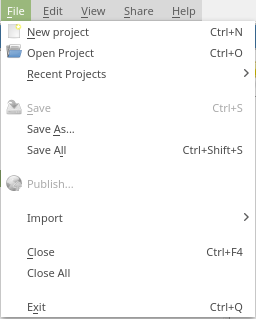 File Edit View Share Help
New project Ctrl+N
Open Project Ctrl+O
Recent Projects
Save Ctrl+S
Save As...
Save All Ctrl+Shift+S
Publish...
Import
Close Ctrl+F4
Close All
Exit Ctrl+Q